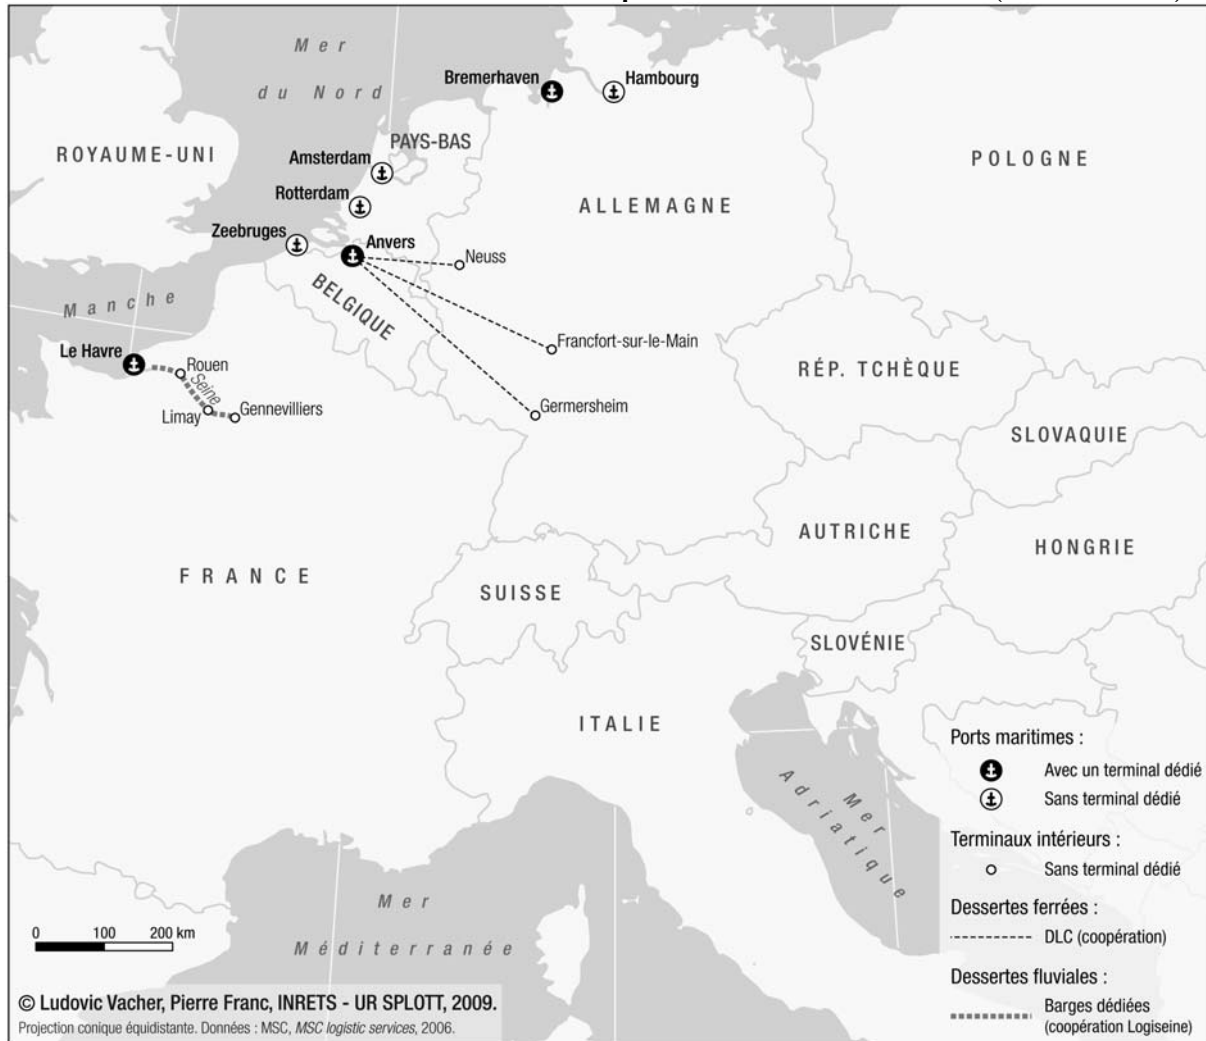 Mer
du Nord
Bremerhaven
Hambourg
ROYAUME-UNI
PAYS-BAS
Amsterdam
POLOGNE
Rotterdam
ALLEMAGNE
Zeebruges
Anvers
Neuss
BELGIQUE
Manche
Le Havre
Rouen
Seine
Limay
Gennevilliers
Francfort-sur-le-Main
Germersheim
RÉP. TCHÈQUE
SLOVAQUIE
AUTRICHE
HONGRIE
FRANCE
SUISSE
SLOVÉNIE
ITALIE
Mer
Adriatique
Mer
Méditerranée
0 100 200 km
© Ludovic Vacher, Pierre Franc, INRETS - UR SPLOTT, 2009.
Projection conique équidistante. Données : MSC, MSC logistic services, 2006.
Ports maritimes :
Avec un terminal dédié
Sans terminal dédié
Terminaux intérieurs :
Sans terminal dédié
Dessertes ferrées :
DLC (coopération)
Dessertes fluviales :
Barges dédiées
(coopération Logiseine)